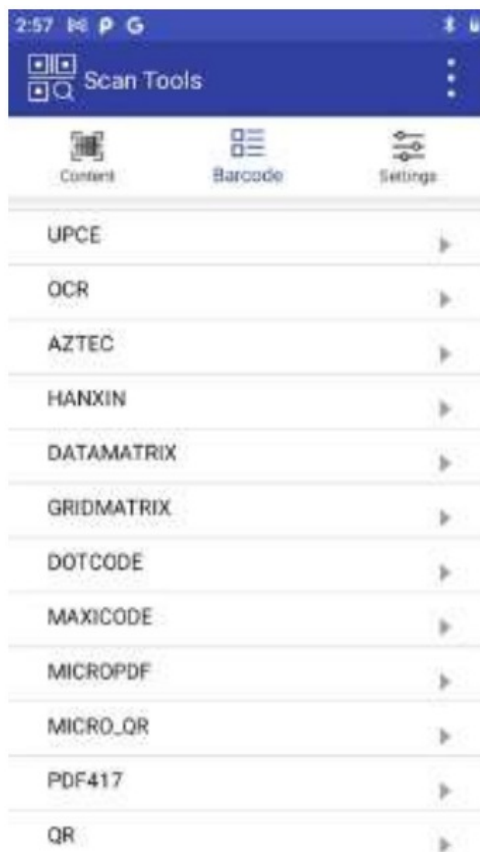 2:57 P G
Scan Tools
Content Barcode Settings
UPCE
OCR
AZTEC
HANXIN
DATAMATRIX
GRIDMATRIX
DOTCODE
MAXICODE
MICROPDF
MICRO_QR
PDF417
QR